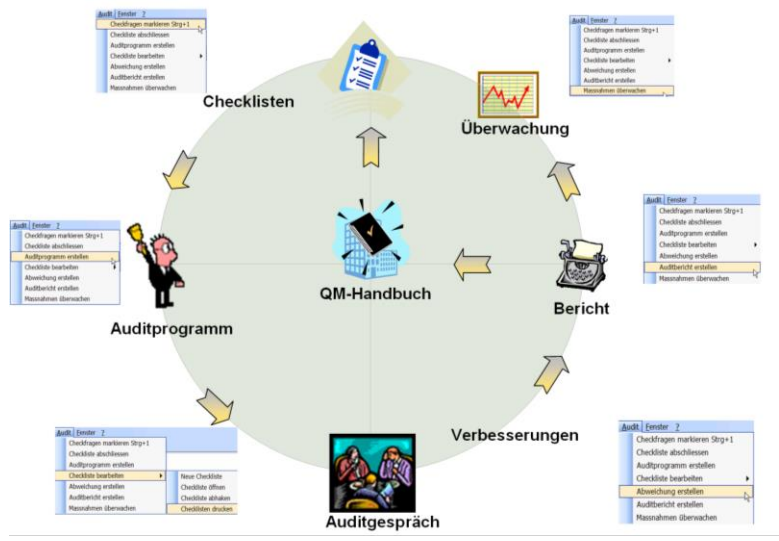 Audit Fenster ?
Checkfragen markieren Strg+1
Checkliste abschliessen
Auditprogramm erstellen
Checkliste bearbeiten
Abweichung erstellen
Auditbericht erstellen
Massnahmen überwachen
Checklisten
Audit Fenster ?
Checkfragen markieren Strg+1
Checkliste abschliessen
Auditprogramm erstellen
Checkliste bearbeiten
Abweichung erstellen
Auditbericht erstellen
Massnahmen überwachen
Überwachung
Audit Fenster ?
Checkfragen markieren Strg+1
Checkliste abschliessen
Auditprogramm erstellen
Checkliste bearbeiten
Abweichung erstellen
Auditbericht erstellen
Massnahmen überwachen
Auditprogramm
QM-Handbuch
Audit Fenster ?
Checkfragen markieren Strg+1
Checkliste abschliessen
Auditprogramm erstellen
Checkliste bearbeiten
Abweichung erstellen
Auditbericht erstellen
Massnahmen überwachen
Bericht
Audit Fenster ?
Checkfragen markieren Strg+1
Checkliste abschliessen
Auditprogramm erstellen
Checkliste bearbeiten
Abweichung erstellen
Auditbericht erstellen
Massnahmen überwachen
Neue Checkliste
Checkliste öffnen
Checkliste abhaken
Checklisten drucken
Auditgespräch
Verbesserungen
Audit Fenster ?
Checkfragen markieren Strg+1
Checkliste abschliessen
Auditprogramm erstellen
Checkliste bearbeiten
Abweichung erstellen
Auditbericht erstellen
Massnahmen überwachen